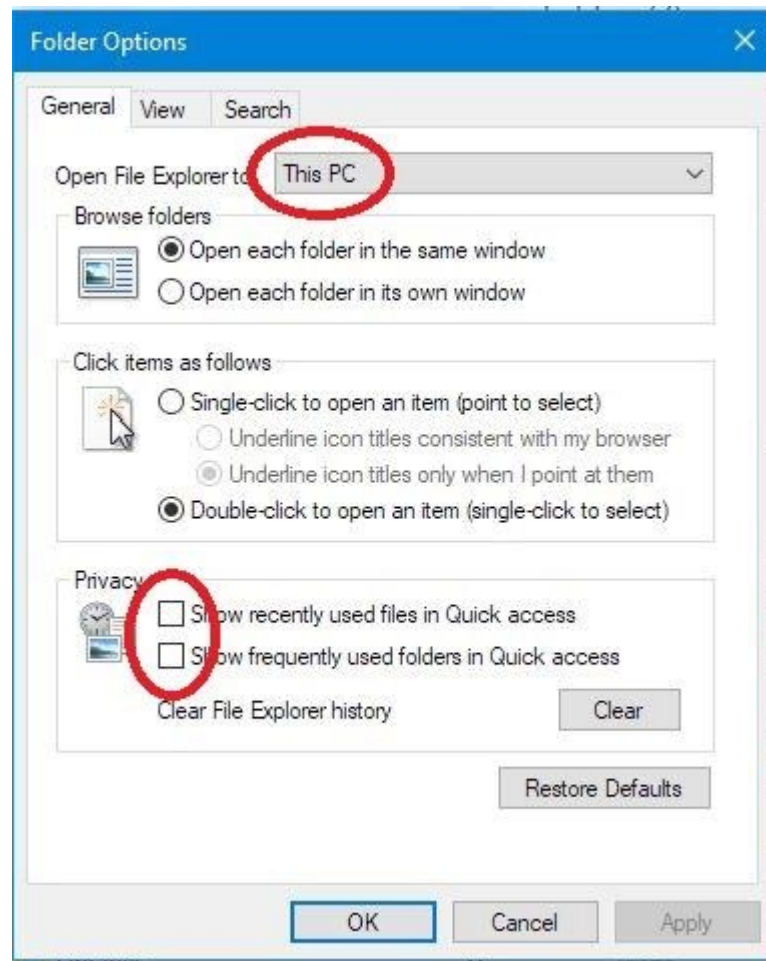 Folder Options
General View Search
Open File Explorer to This PC
Browse folders
Open each folder in the same window
Open each folder in its own window
Click items as follows
Single-click to open an item (point to select)
Underline icon titles consistent with my browser
Underline icon titles only when I point at them
Double-click to open an item (single-click to select)
Privacy
Show recently used files in Quick access
Show frequently used folders in Quick access
Clear File Explorer history Clear
Restore Defaults
OK Cancel Apply